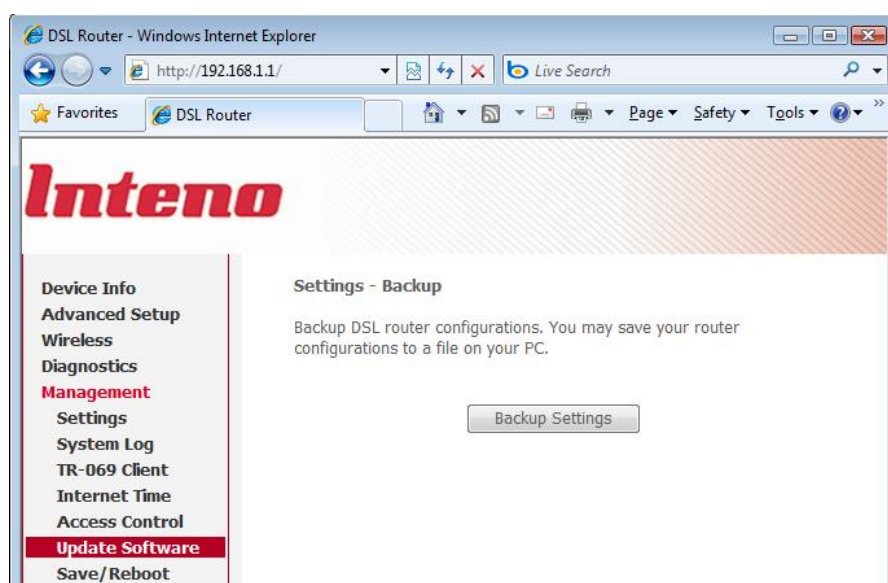 DSL Router - Windows Internet Explorer
http://192.168.1.1/
Live Search
Favorites
DSL Router
Page
Safety
Tools
Inteno
Device Info
Advanced Setup
Wireless
Diagnostics
Management
Settings
System Log
TR-069 Client
Internet Time
Access Control
Update Software
Save/Reboot
Settings - Backup
Backup DSL router configurations. You may save your router
configurations to a file on your PC.
Backup Settings